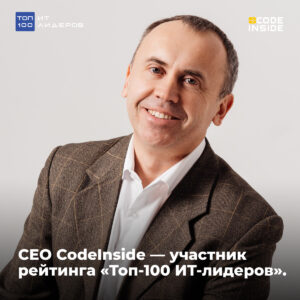 ТОП 100
ИТ ЛИДЕРОВ
CODE
INSIDE
CEO CodeInside — участник
рейтинга «Топ-100 ИТ-лидеров».